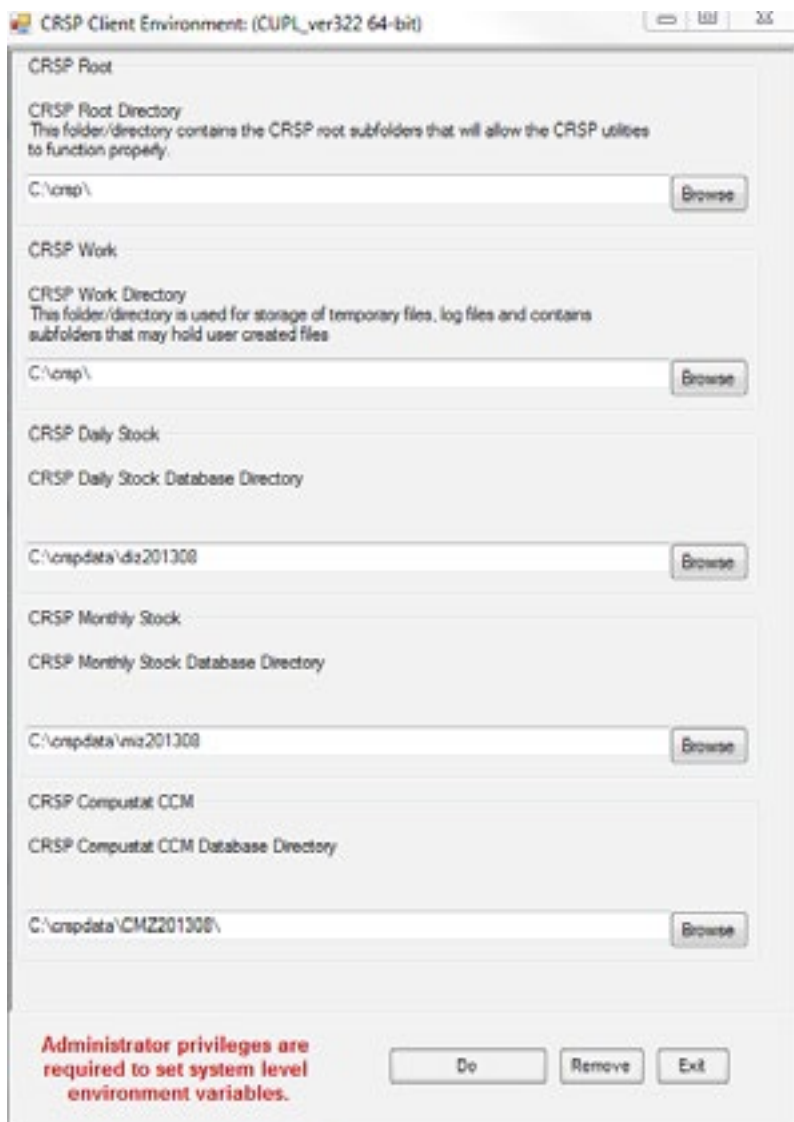 CRSP Client Environment: (CUPL_ver322 64-bit)
CRSP Root
CRSP Root Directory
This folder/directory contains the CRSP root subfolders that will allow the CRSP utilities
to function properly.
C:\crsp\
Browse
CRSP Work
CRSP Work Directory
This folder/directory is used for storage of temporary files, log files and contains
subfolders that may hold user created files
C:\crsp\
Browse
CRSP Daily Stock
CRSP Daily Stock Database Directory
C:\crspdata\diz201308
Browse
CRSP Monthly Stock
CRSP Monthly Stock Database Directory
C:\crspdata\miz201308
Browse
CRSP Compustat CCM
CRSP Compustat CCM Database Directory
C:\crspdata\CMZ201308\
Browse
Administrator privileges are
required to set system level
environment variables.
Do
Remove
Exit